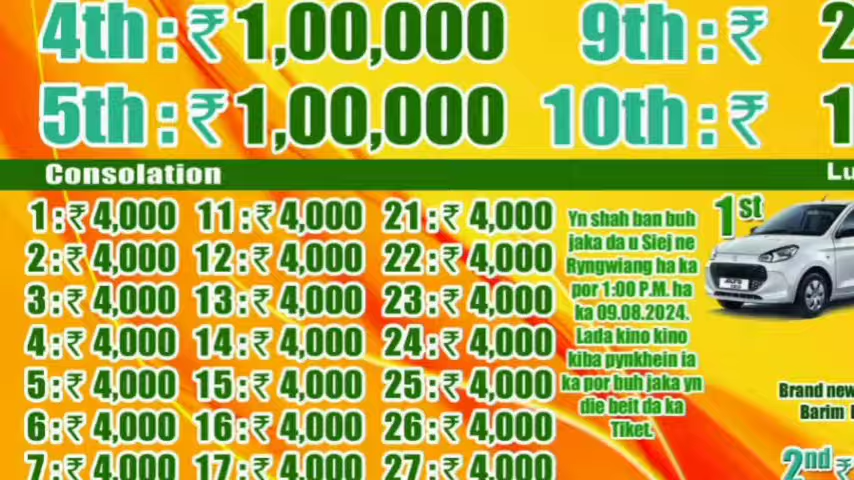 4th : ₹ 1,00,000 9th : ₹ 2
5th : ₹ 1,00,000 10th : ₹ 1
Consolation Lu
1 : ₹ 4,000 11 : ₹ 4,000 21 : ₹ 4,000
2 : ₹ 4,000 12 : ₹ 4,000 22 : ₹ 4,000
3 : ₹ 4,000 13 : ₹ 4,000 23 : ₹ 4,000
4 : ₹ 4,000 14 : ₹ 4,000 24 : ₹ 4,000
5 : ₹ 4,000 15 : ₹ 4,000 25 : ₹ 4,000
6 : ₹ 4,000 16 : ₹ 4,000 26 : ₹ 4,000
7 : ₹ 4,000 17 : ₹ 4,000 27 : ₹ 4,000
Yn shah ban buh
jaka da u Siej ne
Ryngwiang ha ka
por 1:00 P.M. ha
ka 09.08.2024.
Lada kino kino
kiba pynkhein ia
ka por buh jaka yn
die beit da ka
Tiket.
1st
Brand new
Barim
2nd ₹